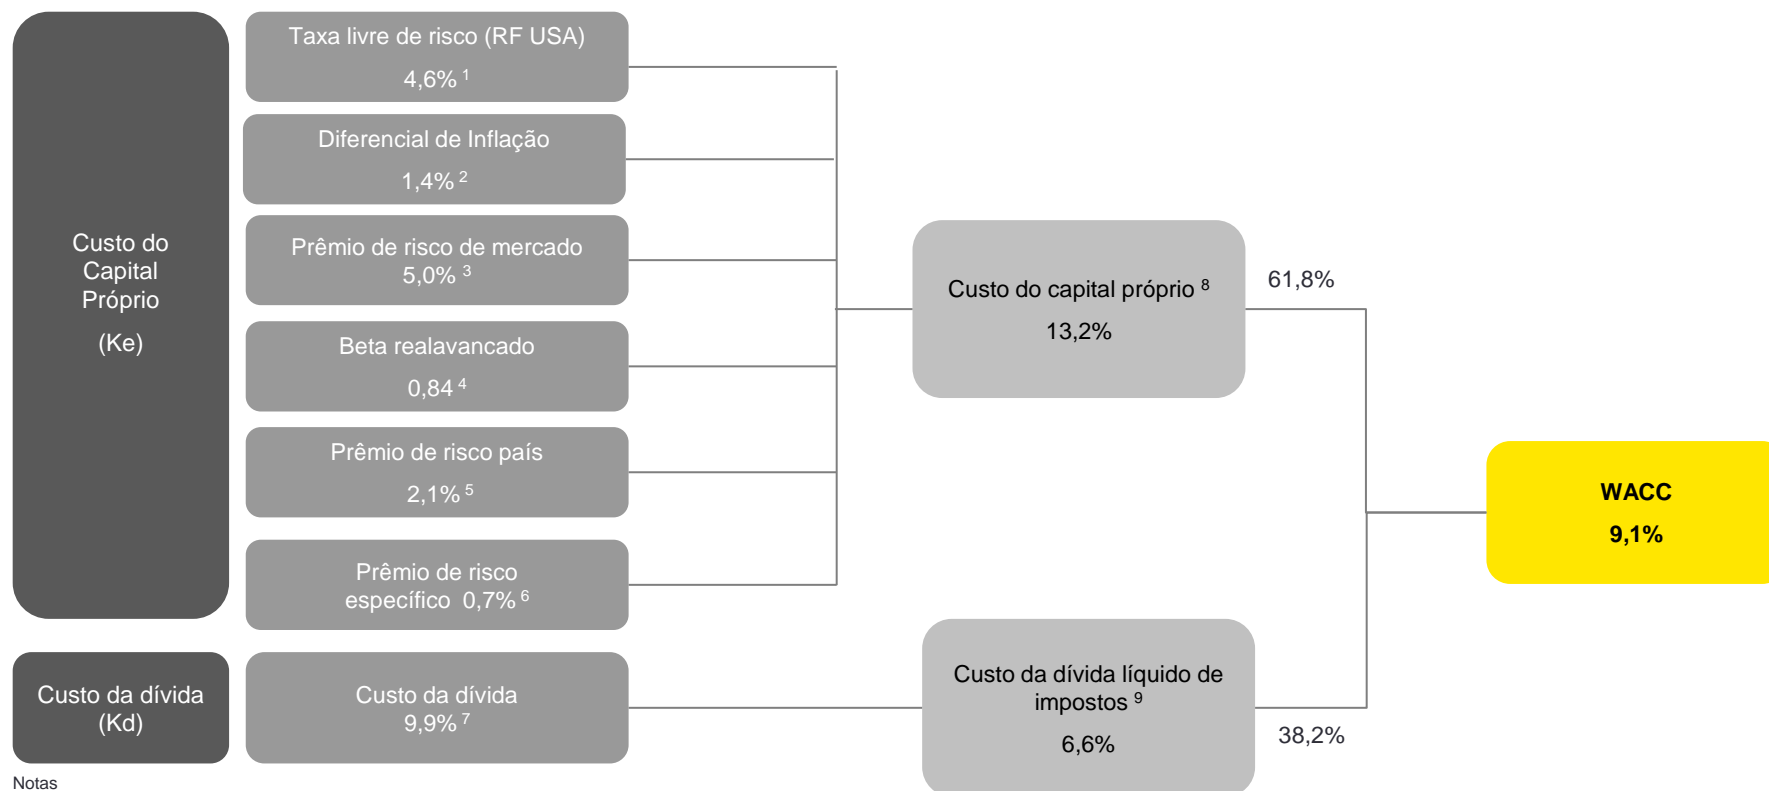 Custo do
Capital
Próprio
(Ke)
Taxa livre de risco (RF USA)
4,6% 1
Diferencial de Inflação
1,4% 2
Prêmio de risco de mercado
5,0% 3
Beta realavancado
0,84 4
Prêmio de risco país
2,1% 5
Prêmio de risco
específico 0,7% 6
Custo do capital próprio 8
13,2%
61,8%
WACC
9,1%
Custo da dívida
(Kd)
Custo da dívida
9,9% 7
Custo da dívida líquido de
impostos 9
6,6%
38,2%
Notas